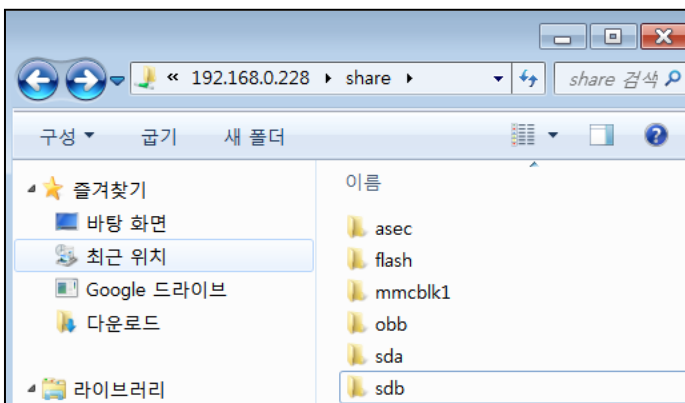 « 192.168.0.228 ▸ share ▸
share 검색
구성 굽기 새 폴더
즐겨찾기
바탕 화면
최근 위치
Google 드라이브
다운로드
라이브러리
이름
asec
flash
mmcblk1
obb
sda
sdb